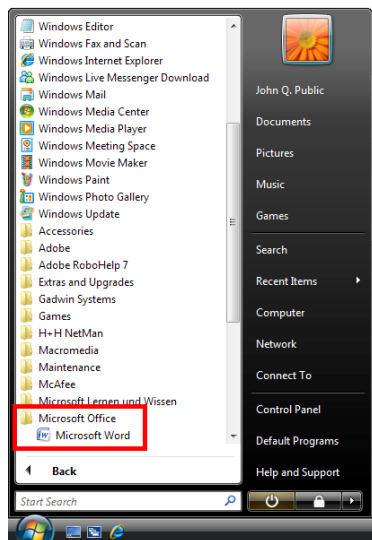 Windows Editor
Windows Fax and Scan
Windows Internet Explorer
Windows Live Messenger Download
Windows Mail
Windows Media Center
Windows Media Player
Windows Meeting Space
Windows Movie Maker
Windows Paint
Windows Photo Gallery
Windows Update
Accessories
Adobe
Adobe RoboHelp 7
Extras and Upgrades
Gadwin Systems
Games
H+H NetMan
Macromedia
Maintenance
McAfee
Microsoft Lernen und Wissen
Microsoft Office
Microsoft Word
Back
Start Search
John Q. Public
Documents
Pictures
Music
Games
Search
Recent Items
Computer
Network
Connect To
Control Panel
Default Programs
Help and Support